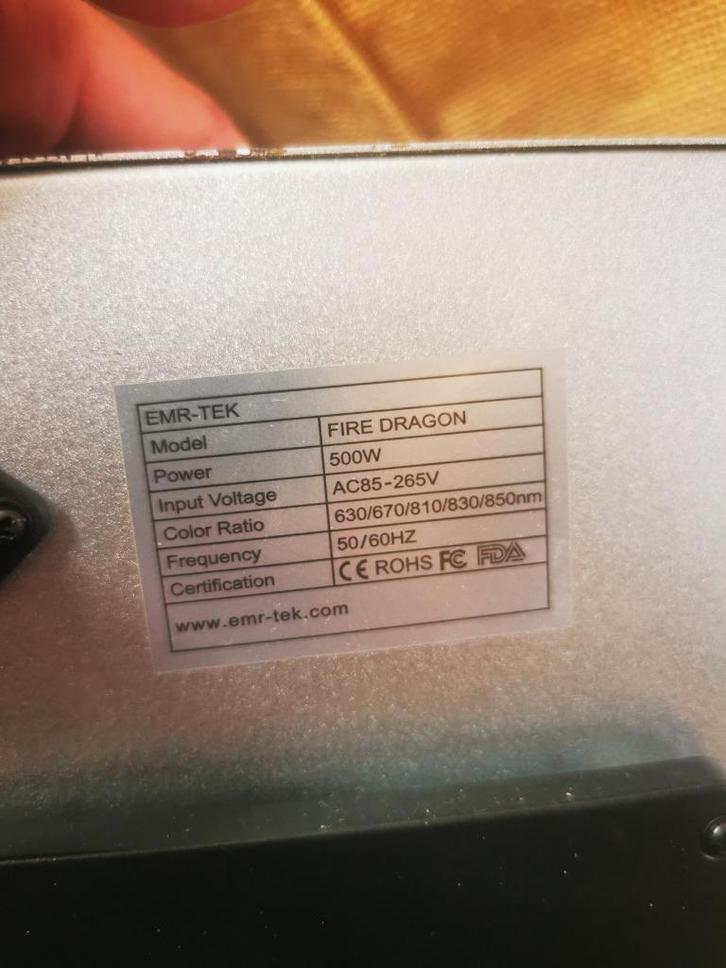 EMR-TEK
Model FIRE DRAGON
Power 500W
Input Voltage AC85-265V
Color Ratio 630/670/810/830/850nm
Frequency 50/60HZ
Certification CE ROHS FC FDA
www.emr-tek.com